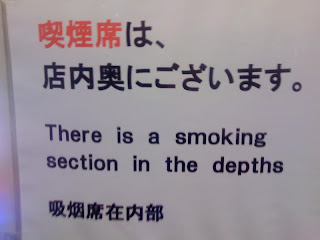 喫煙席は、
店内奥にございます。
There is a smoking
section in the depths
吸烟席在内部